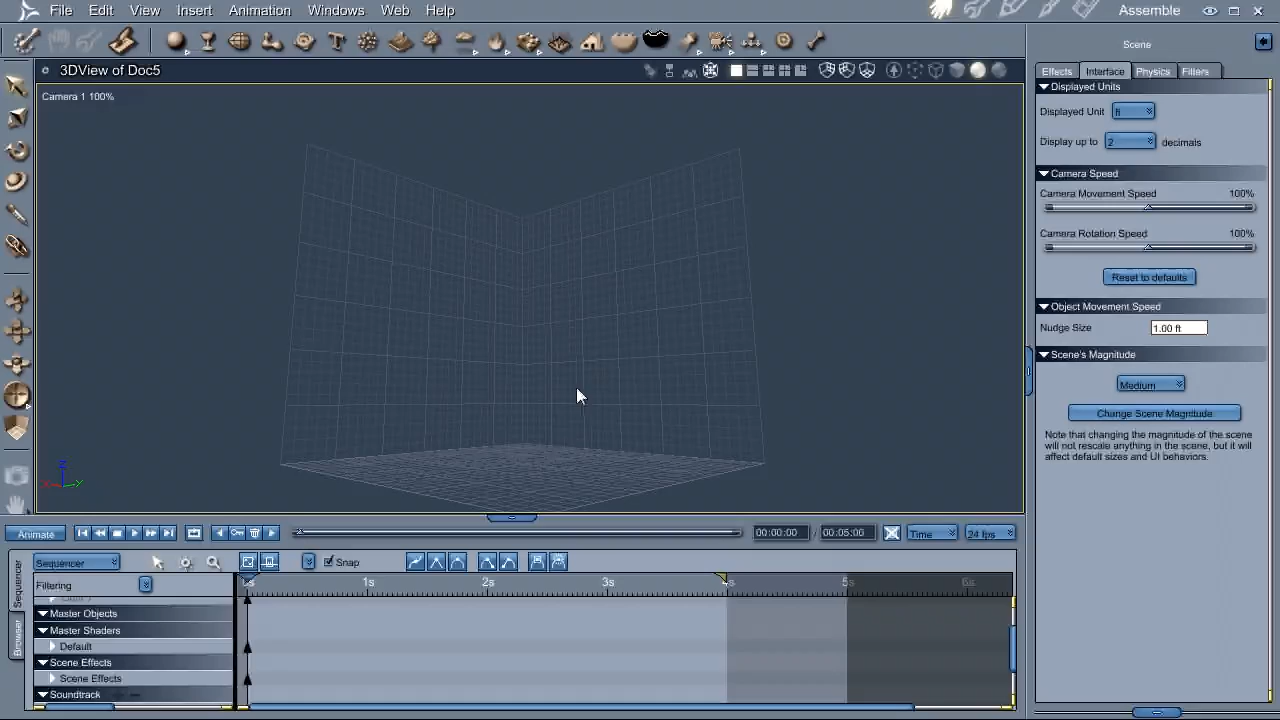 File Edit View Insert Animation Windows Web Help Assemble
3DView of Doc5
Camera 1 100%
Scene
Effects Interface Physics Filters
Displayed Units
Displayed Unit ft
Display up to 2 decimals
Camera Speed
Camera Movement Speed 100%
Camera Rotation Speed 100%
Reset to defaults
Object Movement Speed
Nudge Size 1.00 ft
Scene's Magnitude
Medium
Change Scene Magnitude
Note that changing the magnitude of the scene
will not rescale anything in the scene, but it will
affect default sizes and UI behaviors.
Z
X Y
Animate 00:00:00 / 00:05:00 Time 24 fps
Sequencer
Browser
Sequencer Snap
Filtering 1s 2s 3s 4s 5s 6s
Master Objects
Master Shaders
Default
Scene Effects
Scene Effects
Soundtrack